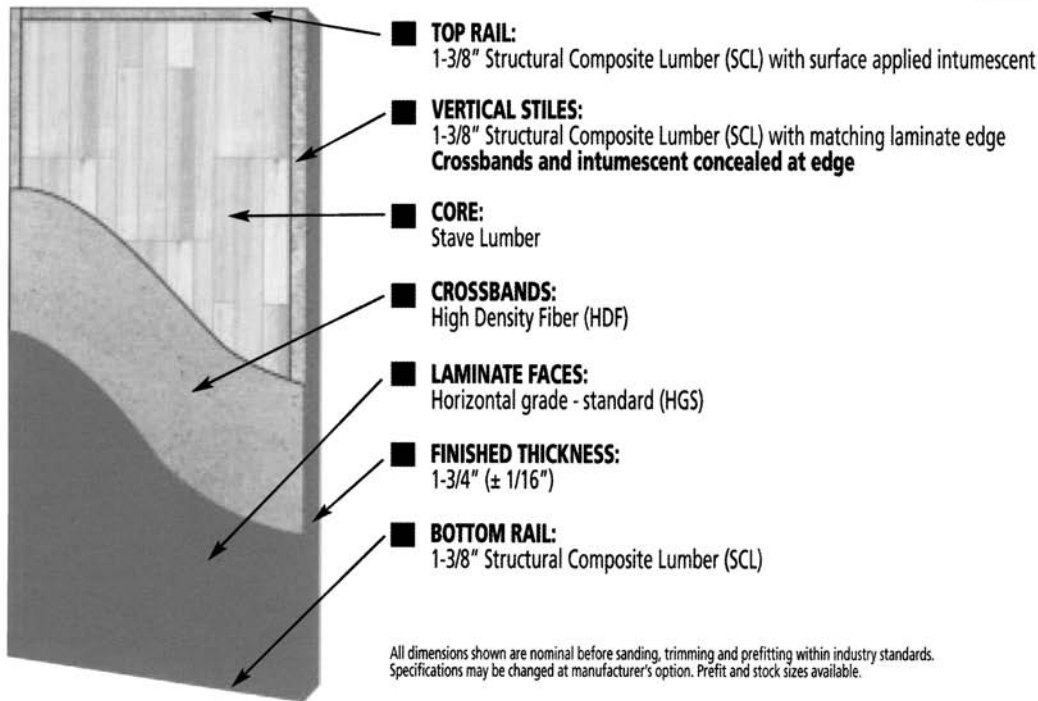 TOP RAIL:
1-3/8" Structural Composite Lumber (SCL) with surface applied intumescent
VERTICAL STILES:
1-3/8" Structural Composite Lumber (SCL) with matching laminate edge
Crossbands and intumescent concealed at edge
CORE:
Stave Lumber
CROSSBANDS:
High Density Fiber (HDF)
LAMINATE FACES:
Horizontal grade - standard (HGS)
FINISHED THICKNESS:
1-3/4" (± 1/16")
BOTTOM RAIL:
1-3/8" Structural Composite Lumber (SCL)
All dimensions shown are nominal before sanding, trimming and prefitting within industry standards.
Specifications may be changed at manufacturer's option. Prefit and stock sizes available.